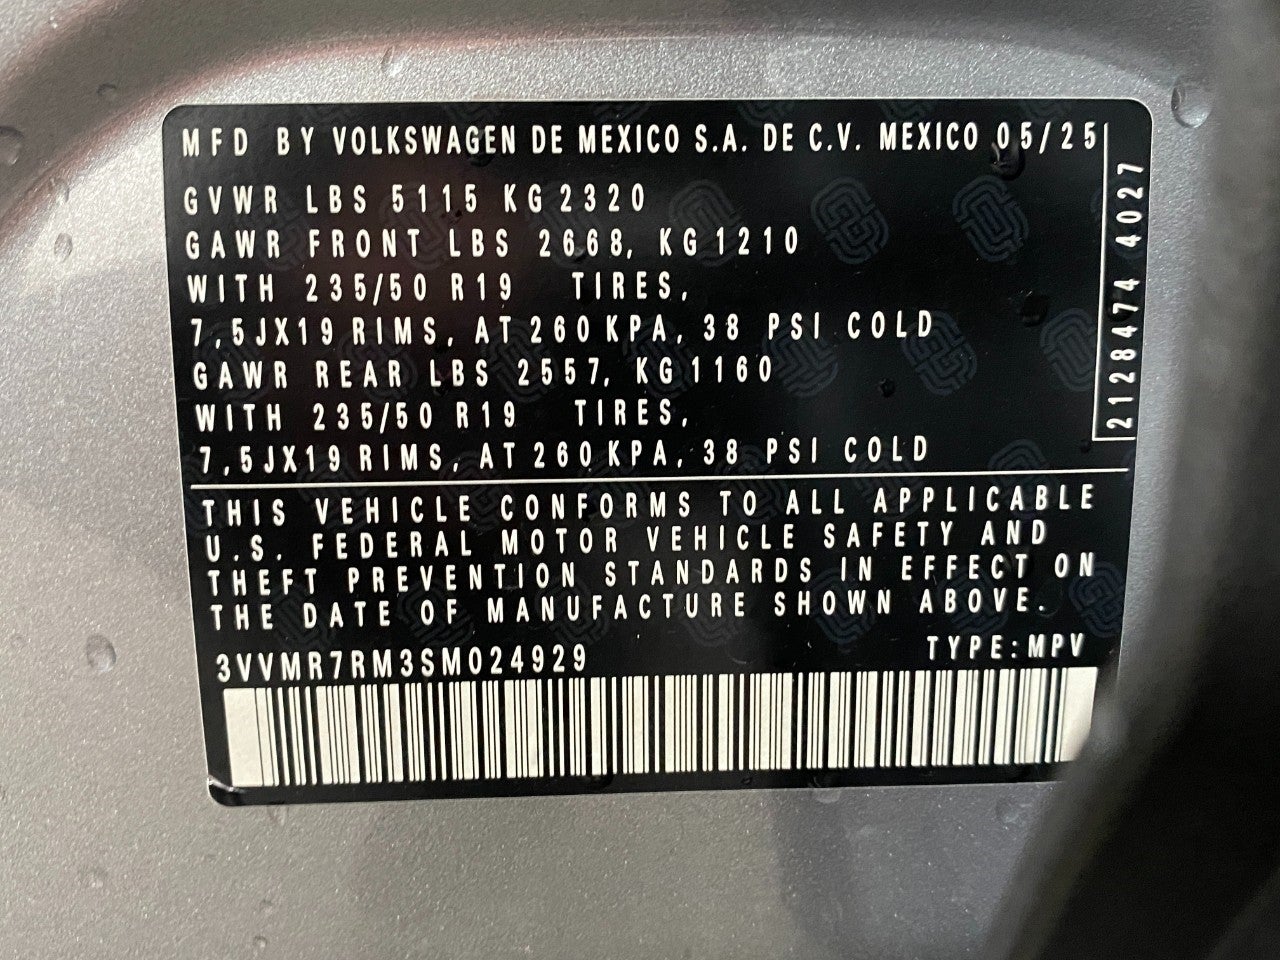 MFD BY VOLKSWAGEN DE MEXICO S.A. DE C.V. MEXICO 05/25
GVWR LBS 5115 KG 2320
GAWR FRONT LBS 2668, KG 1210
WITH 235/50 R19 TIRES,
7,5JX19 RIMS, AT 260 KPA, 38 PSI COLD
GAWR REAR LBS 2557, KG 1160
WITH 235/50 R19 TIRES,
7,5JX19 RIMS, AT 260 KPA, 38 PSI COLD
2128474 4027
THIS VEHICLE CONFORMS TO ALL APPLICABLE
U.S. FEDERAL MOTOR VEHICLE SAFETY AND
THEFT PREVENTION STANDARDS IN EFFECT ON
THE DATE OF MANUFACTURE SHOWN ABOVE.
3VVMR7RM3SM024929 TYPE: MPV